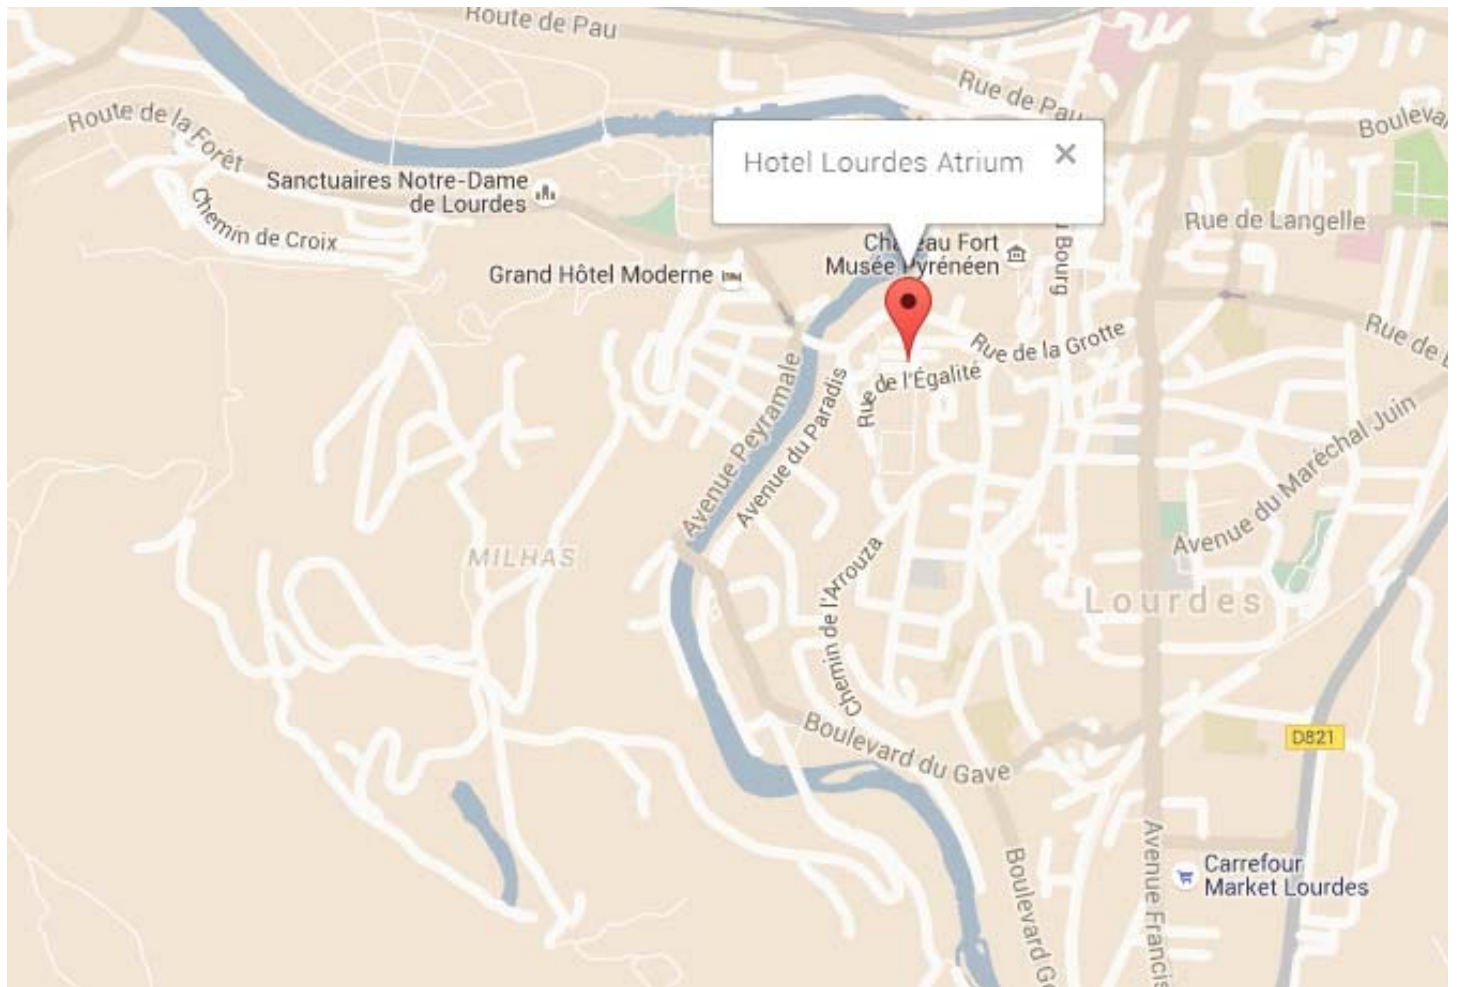 Route de Pau
Rue de Pau
Route de la Forêt
Hotel Lourdes Atrium ×
Sanctuaires Notre-Dame
de Lourdes
Chemin de Croix
Rue de Langelle
Musée Pyrénéen
Fort
Bourg
Grand Hôtel Moderne
Rue de la Grotte
Rue de
Rue de l'Égalité
Avenue Peyramale
Avenue du Paradis
Avenue du Maréchal Juin
MILHAS
Chemin de l'Arrouza
Lourdes
Boulevard du Gave
D821
Carrefour
Market Lourdes
Boulevard
Avenue Francis